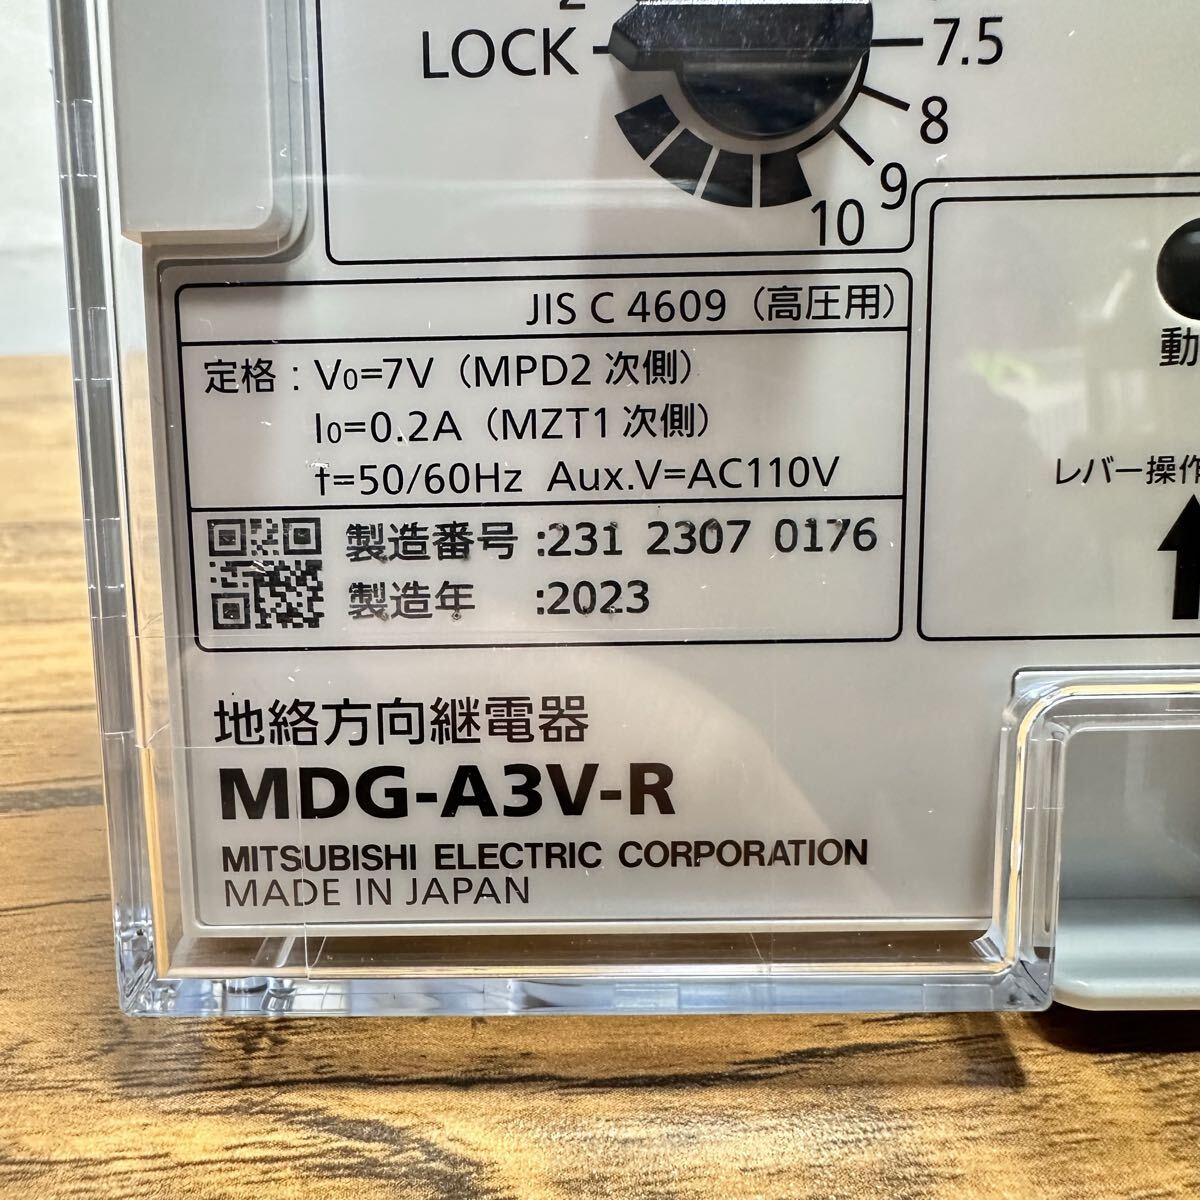 2
LOCK
7.5
8
9
10
JIS C 4609（高圧用）
定格：V₀=7V（MPD2 次側）
I₀=0.2A（MZT1 次側）
f=50/60Hz Aux.V=AC110V
製造番号:231 2307 0176
製造年 :2023
動
レバー操作
地絡方向継電器
MDG-A3V-R
MITSUBISHI ELECTRIC CORPORATION
MADE IN JAPAN